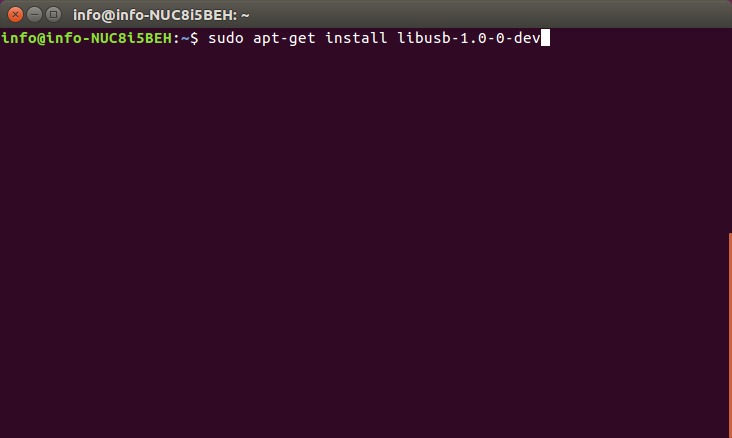 info@info-NUC8i5BEH: ~
info@info-NUC8i5BEH:~$ sudo apt-get install libusb-1.0-0-dev